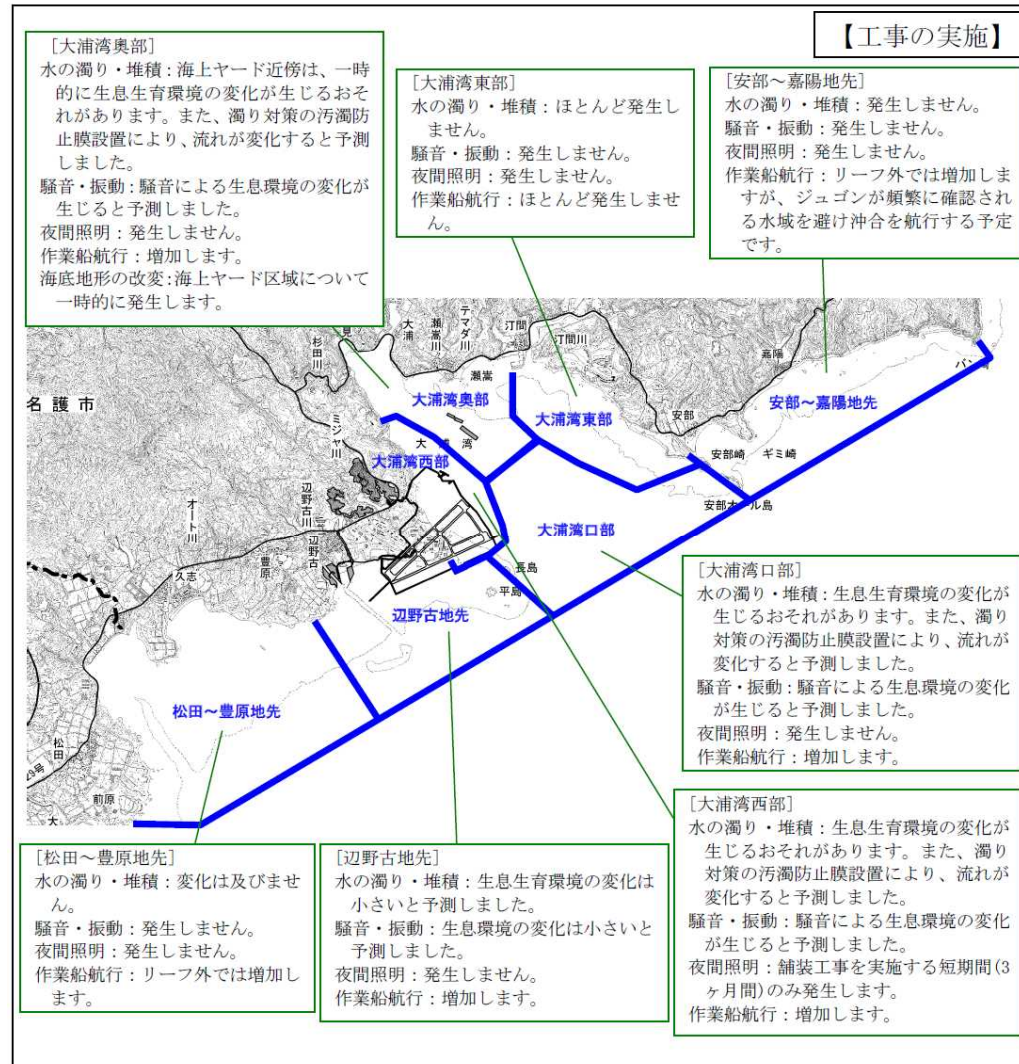 【工事の実施】
[大浦湾奥部]
水の濁り・堆積：海上ヤード近傍は、一時
的に生息生育環境の変化が生じるおそ
れがあります。また、濁り対策の汚濁防
止膜設置により、流れが変化すると予測
しました。
騒音・振動：騒音による生息環境の変化が
生じると予測しました。
夜間照明：発生しません。
作業船航行：増加します。
海底地形の改変：海上ヤード区域について
一時的に発生します。
[大浦湾東部]
水の濁り・堆積：ほとんど発生し
ません。
騒音・振動：発生しません。
夜間照明：発生しません。
作業船航行：ほとんど発生しませ
ん。
[安部～嘉陽地先]
水の濁り・堆積：発生しません。
騒音・振動：発生しません。
夜間照明：発生しません。
作業船航行：リーフ外では増加しま
すが、ジュゴンが頻繁に確認され
る水域を避け沖合を航行する予定
です。
杉田川
大浦
瀬嵩川
テマダ川
汀間
汀間川
嘉陽
バン
瀬嵩
名護市
大浦湾奥部
大浦湾東部
安部～嘉陽地先
安部
ミジャ川
大浦湾
大浦湾西部
安部崎
ギミ崎
辺野古川
安部オール島
オート川
辺野古
大浦湾口部
豊原
久志
長島
平島
辺野古地先
松田～豊原地先
松田
29号
前原
大
[大浦湾口部]
水の濁り・堆積：生息生育環境の変化が
生じるおそれがあります。また、濁り
対策の汚濁防止膜設置により、流れが
変化すると予測しました。
騒音・振動：騒音による生息環境の変化
が生じると予測しました。
夜間照明：発生しません。
作業船航行：増加します。
[松田～豊原地先]
水の濁り・堆積：変化は及びませ
ん。
騒音・振動：発生しません。
夜間照明：発生しません。
作業船航行：リーフ外では増加し
ます。
[辺野古地先]
水の濁り・堆積：生息生育環境の変化は
小さいと予測しました。
騒音・振動：生息環境の変化は小さいと
予測しました。
夜間照明：発生しません。
作業船航行：増加します。
[大浦湾西部]
水の濁り・堆積：生息生育環境の変化が
生じるおそれがあります。また、濁り
対策の汚濁防止膜設置により、流れが
変化すると予測しました。
騒音・振動：騒音による生息環境の変化
が生じると予測しました。
夜間照明：舗装工事を実施する短期間(3
ヶ月間)のみ発生します。
作業船航行：増加します。